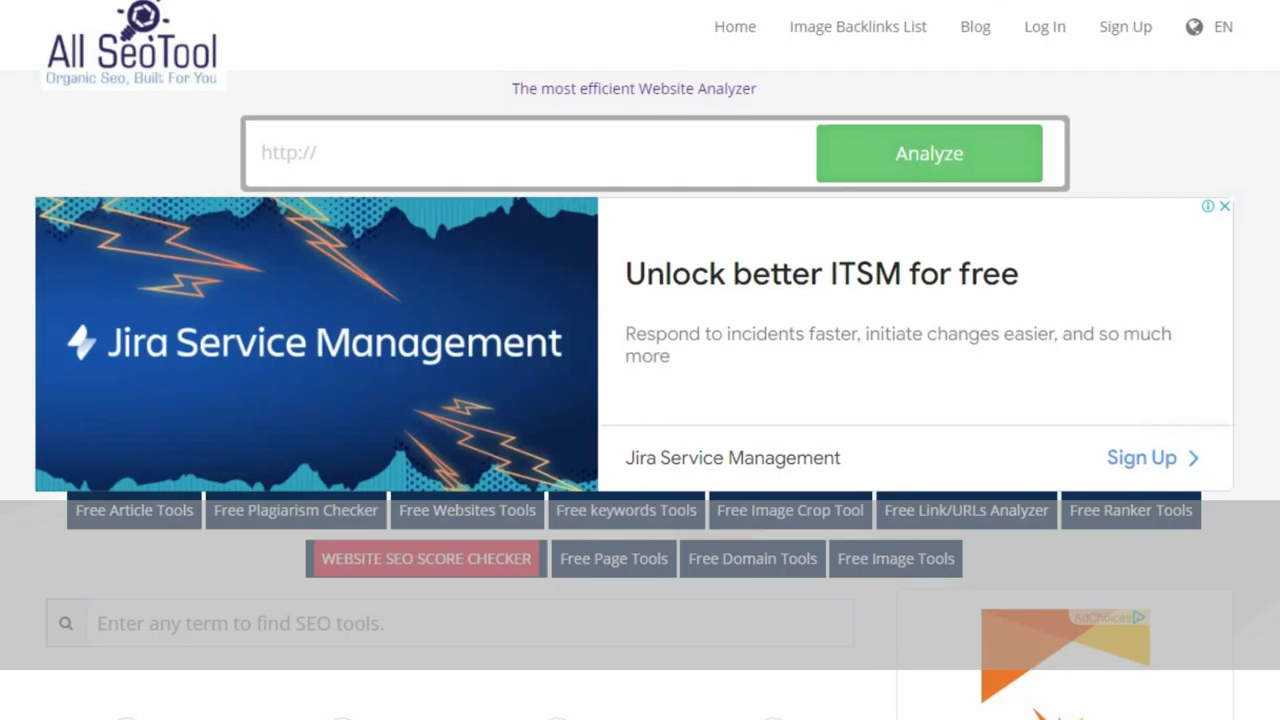 All SeoTool
Organic Seo, Built For You
Home Image Backlinks List Blog Log In Sign Up EN
The most efficient Website Analyzer
http:// Analyze
Jira Service Management
Unlock better ITSM for free
Respond to incidents faster, initiate changes easier, and so much
more
Jira Service Management Sign Up
Free Article Tools Free Plagiarism Checker Free Websites Tools Free keywords Tools Free Image Crop Tool Free Link/URLs Analyzer Free Ranker Tools
WEBSITE SEO SCORE CHECKER Free Page Tools Free Domain Tools Free Image Tools
Enter any term to find SEO tools.
AdChoices